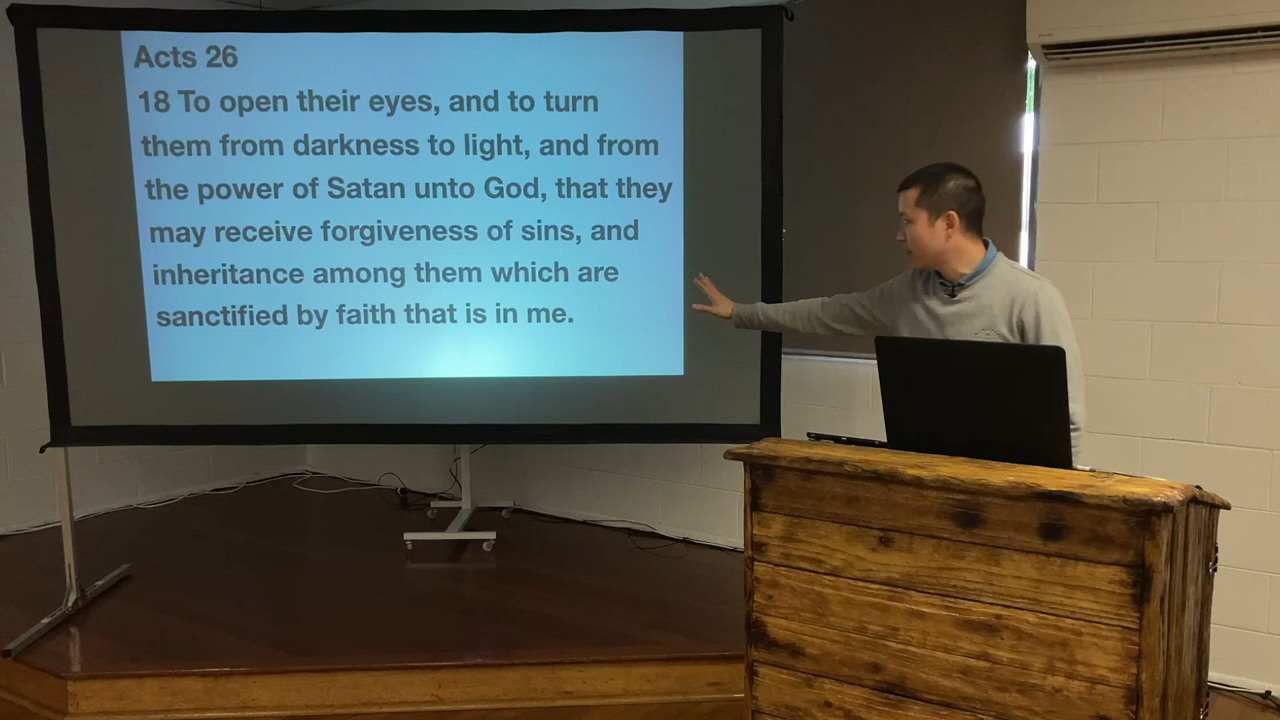 Acts 26
18 To open their eyes, and to turn
them from darkness to light, and from
the power of Satan unto God, that they
may receive forgiveness of sins, and
inheritance among them which are
sanctified by faith that is in me.